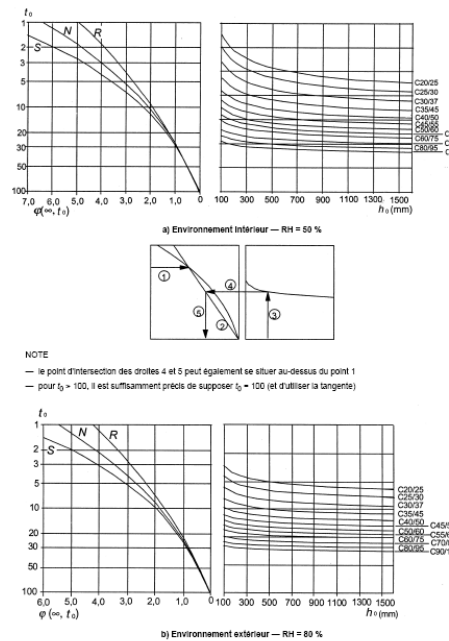 t₀
1
2
3
5
10
20
30
50
100
S
N
R
7,0 6,0 5,0 4,0 3,0 2,0 1,0 0
φ(∞, t₀)
C20/25
C25/30
C30/37
C35/45
C40/50
C45/55
C50/60
C60/75
C80/95
100 300 500 700 900 1100 1300 1500
h₀ (mm)
a) Environnement Intérieur — RH = 50 %
1
2
3
4
5
NOTE
— le point d'intersection des droites 4 et 5 peut également se situer au-dessus du point 1
— pour t₀ > 100, il est suffisamment précis de supposer t₀ = 100 (et d'utiliser la tangente)
t₀
1
2
3
5
10
20
30
50
100
S
N
R
6,0 5,0 4,0 3,0 2,0 1,0 0
φ (∞, t₀)
C20/25
C25/30
C30/37
C35/45
C40/50
C50/60
C60/75
C80/95
100 300 500 700 900 1100 1300 1500
h₀ (mm)
b) Environnement extérieur — RH = 80 %